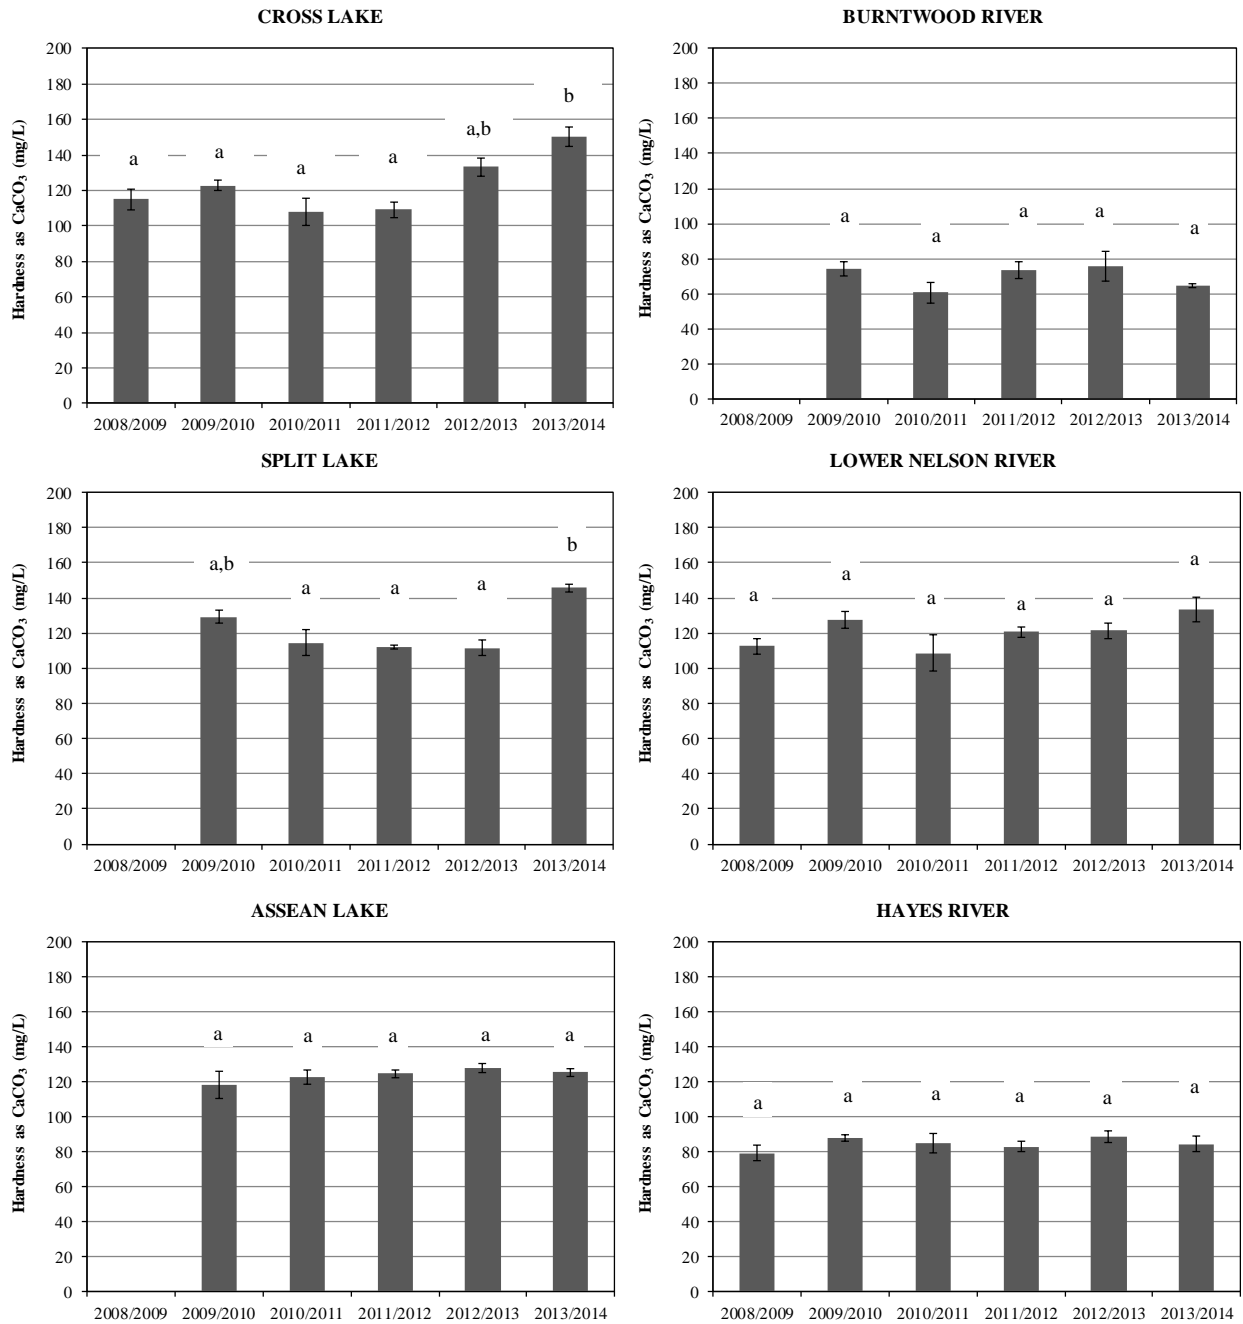 CROSS LAKE
Hardness as CaCO3 (mg/L)
200
180
160
140
120
100
80
60
40
20
0
a
a
a
a
a,b
b
2008/2009 2009/2010 2010/2011 2011/2012 2012/2013 2013/2014
BURNTWOOD RIVER
Hardness as CaCO3 (mg/L)
200
180
160
140
120
100
80
60
40
20
0
a
a
a
a
a
2008/2009 2009/2010 2010/2011 2011/2012 2012/2013 2013/2014
SPLIT LAKE
Hardness as CaCO3 (mg/L)
200
180
160
140
120
100
80
60
40
20
0
a,b
a
a
a
b
2008/2009 2009/2010 2010/2011 2011/2012 2012/2013 2013/2014
LOWER NELSON RIVER
Hardness as CaCO3 (mg/L)
200
180
160
140
120
100
80
60
40
20
0
a
a
a
a
a
a
2008/2009 2009/2010 2010/2011 2011/2012 2012/2013 2013/2014
ASSEAN LAKE
Hardness as CaCO3 (mg/L)
200
180
160
140
120
100
80
60
40
20
0
a
a
a
a
a
2008/2009 2009/2010 2010/2011 2011/2012 2012/2013 2013/2014
HAYES RIVER
Hardness as CaCO3 (mg/L)
200
180
160
140
120
100
80
60
40
20
0
a
a
a
a
a
a
2008/2009 2009/2010 2010/2011 2011/2012 2012/2013 2013/2014